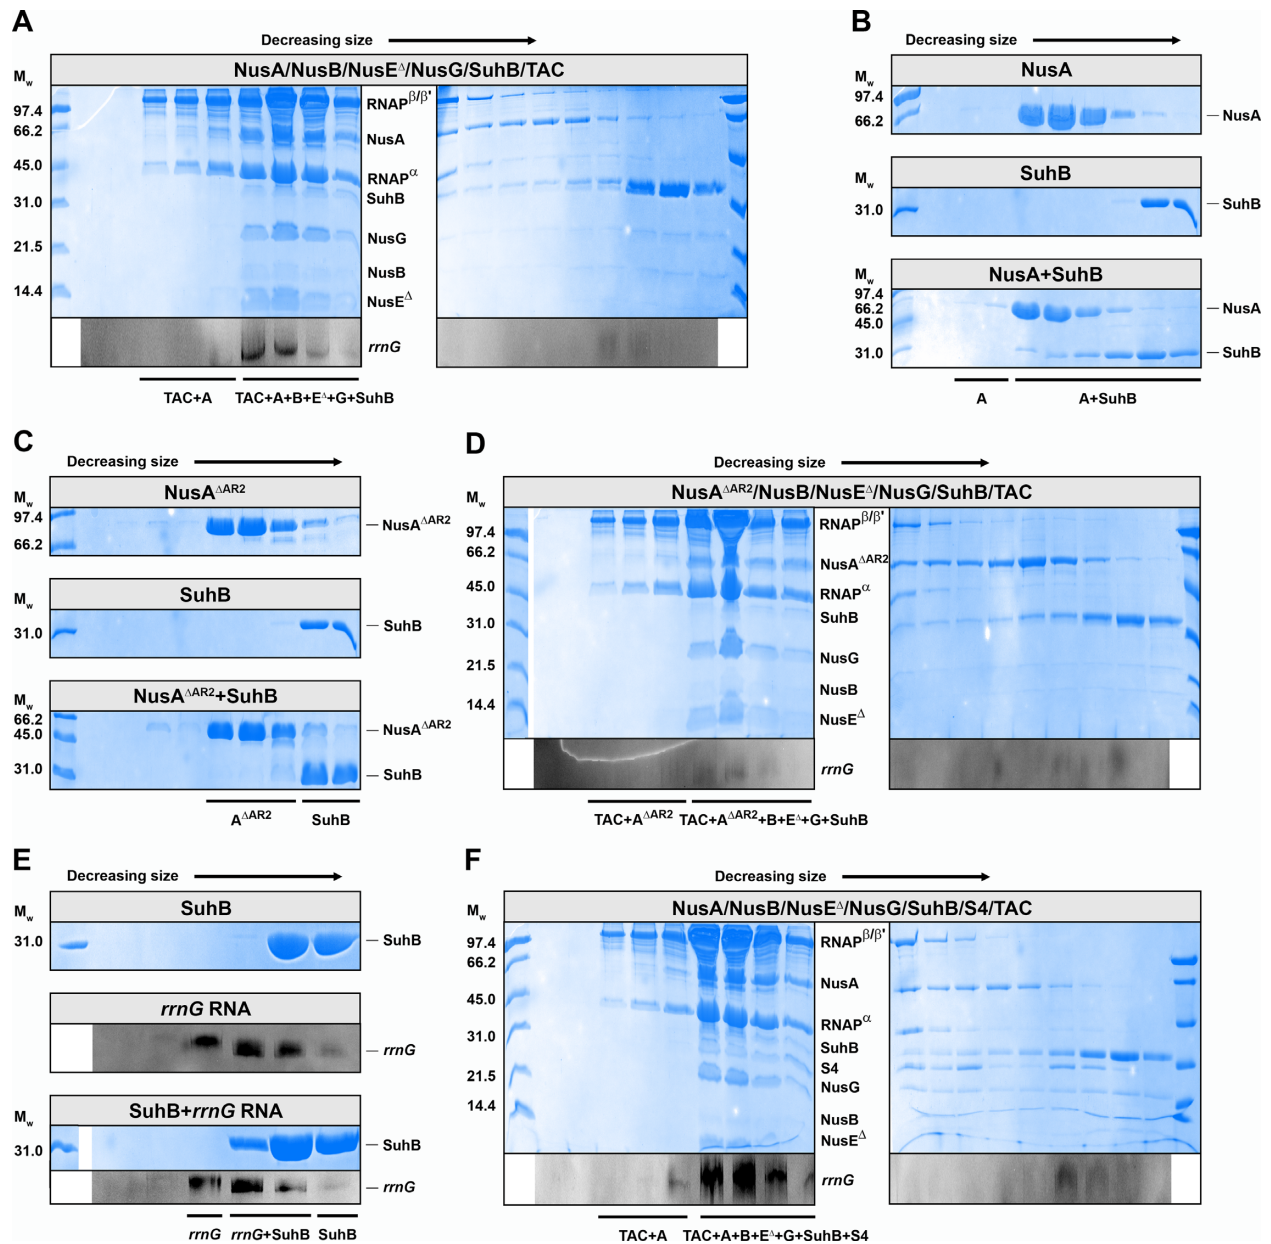 A
Decreasing size
NusA/NusB/NusE^Δ/NusG/SuhB/TAC
Mw
97.4
66.2
45.0
31.0
21.5
14.4
RNAP^β/β'
NusA
RNAP^α
SuhB
NusG
NusB
NusE^Δ
rrnG
TAC+A
TAC+A+B+E^Δ+G+SuhB
B
Decreasing size
NusA
Mw
97.4
66.2
NusA
SuhB
Mw
31.0
SuhB
NusA+SuhB
Mw
97.4
66.2
45.0
31.0
NusA
SuhB
A
A+SuhB
C
Decreasing size
NusA^ΔAR2
Mw
97.4
66.2
NusA^ΔAR2
SuhB
Mw
31.0
SuhB
NusA^ΔAR2+SuhB
Mw
66.2
45.0
31.0
NusA^ΔAR2
SuhB
A^ΔAR2
SuhB
D
Decreasing size
NusA^ΔAR2/NusB/NusE^Δ/NusG/SuhB/TAC
Mw
97.4
66.2
45.0
31.0
21.5
14.4
RNAP^β/β'
NusA^ΔAR2
RNAP^α
SuhB
NusG
NusB
NusE^Δ
rrnG
TAC+A^ΔAR2
TAC+A^ΔAR2+B+E^Δ+G+SuhB
E
Decreasing size
SuhB
Mw
31.0
SuhB
rrnG RNA
rrnG
SuhB+rrnG RNA
Mw
31.0
SuhB
rrnG
rrnG
rrnG+SuhB
SuhB
F
Decreasing size
NusA/NusB/NusE^Δ/NusG/SuhB/S4/TAC
Mw
97.4
66.2
45.0
31.0
21.5
14.4
RNAP^β/β'
NusA
RNAP^α
SuhB
S4
NusG
NusB
NusE^Δ
rrnG
TAC+A
TAC+A+B+E^Δ+G+SuhB+S4